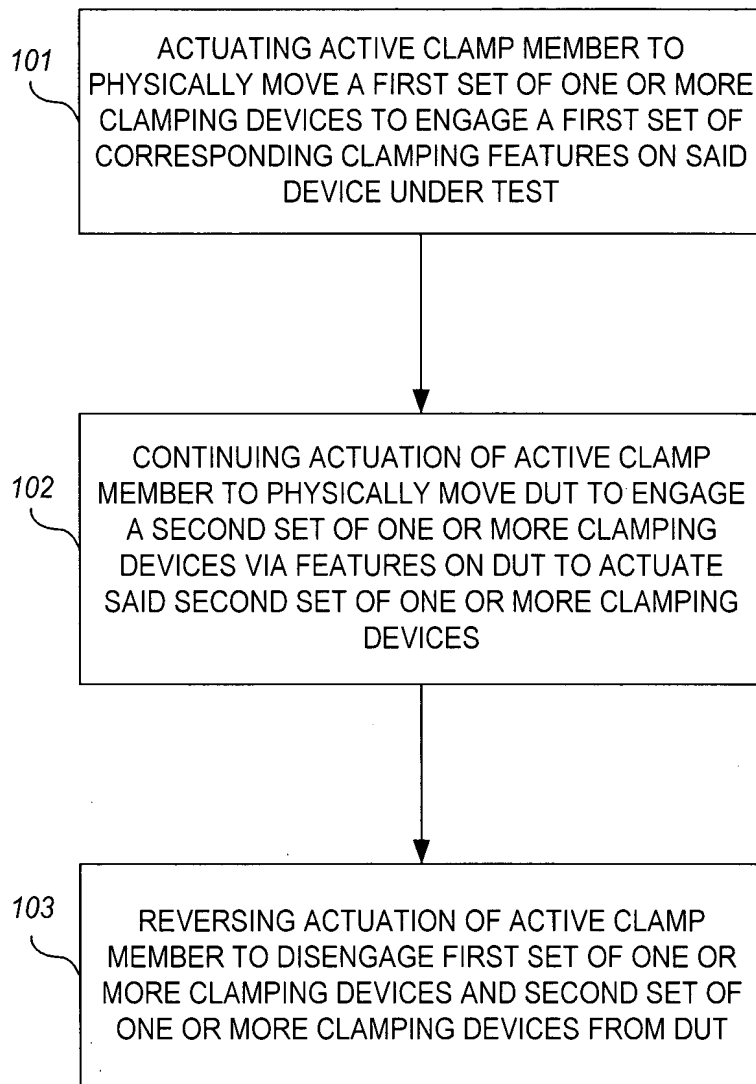 101
ACTUATING ACTIVE CLAMP MEMBER TO
PHYSICALLY MOVE A FIRST SET OF ONE OR MORE
CLAMPING DEVICES TO ENGAGE A FIRST SET OF
CORRESPONDING CLAMPING FEATURES ON SAID
DEVICE UNDER TEST
102
CONTINUING ACTUATION OF ACTIVE CLAMP
MEMBER TO PHYSICALLY MOVE DUT TO ENGAGE
A SECOND SET OF ONE OR MORE CLAMPING
DEVICES VIA FEATURES ON DUT TO ACTUATE
SAID SECOND SET OF ONE OR MORE CLAMPING
DEVICES
103
REVERSING ACTUATION OF ACTIVE CLAMP
MEMBER TO DISENGAGE FIRST SET OF ONE OR
MORE CLAMPING DEVICES AND SECOND SET OF
ONE OR MORE CLAMPING DEVICES FROM DUT